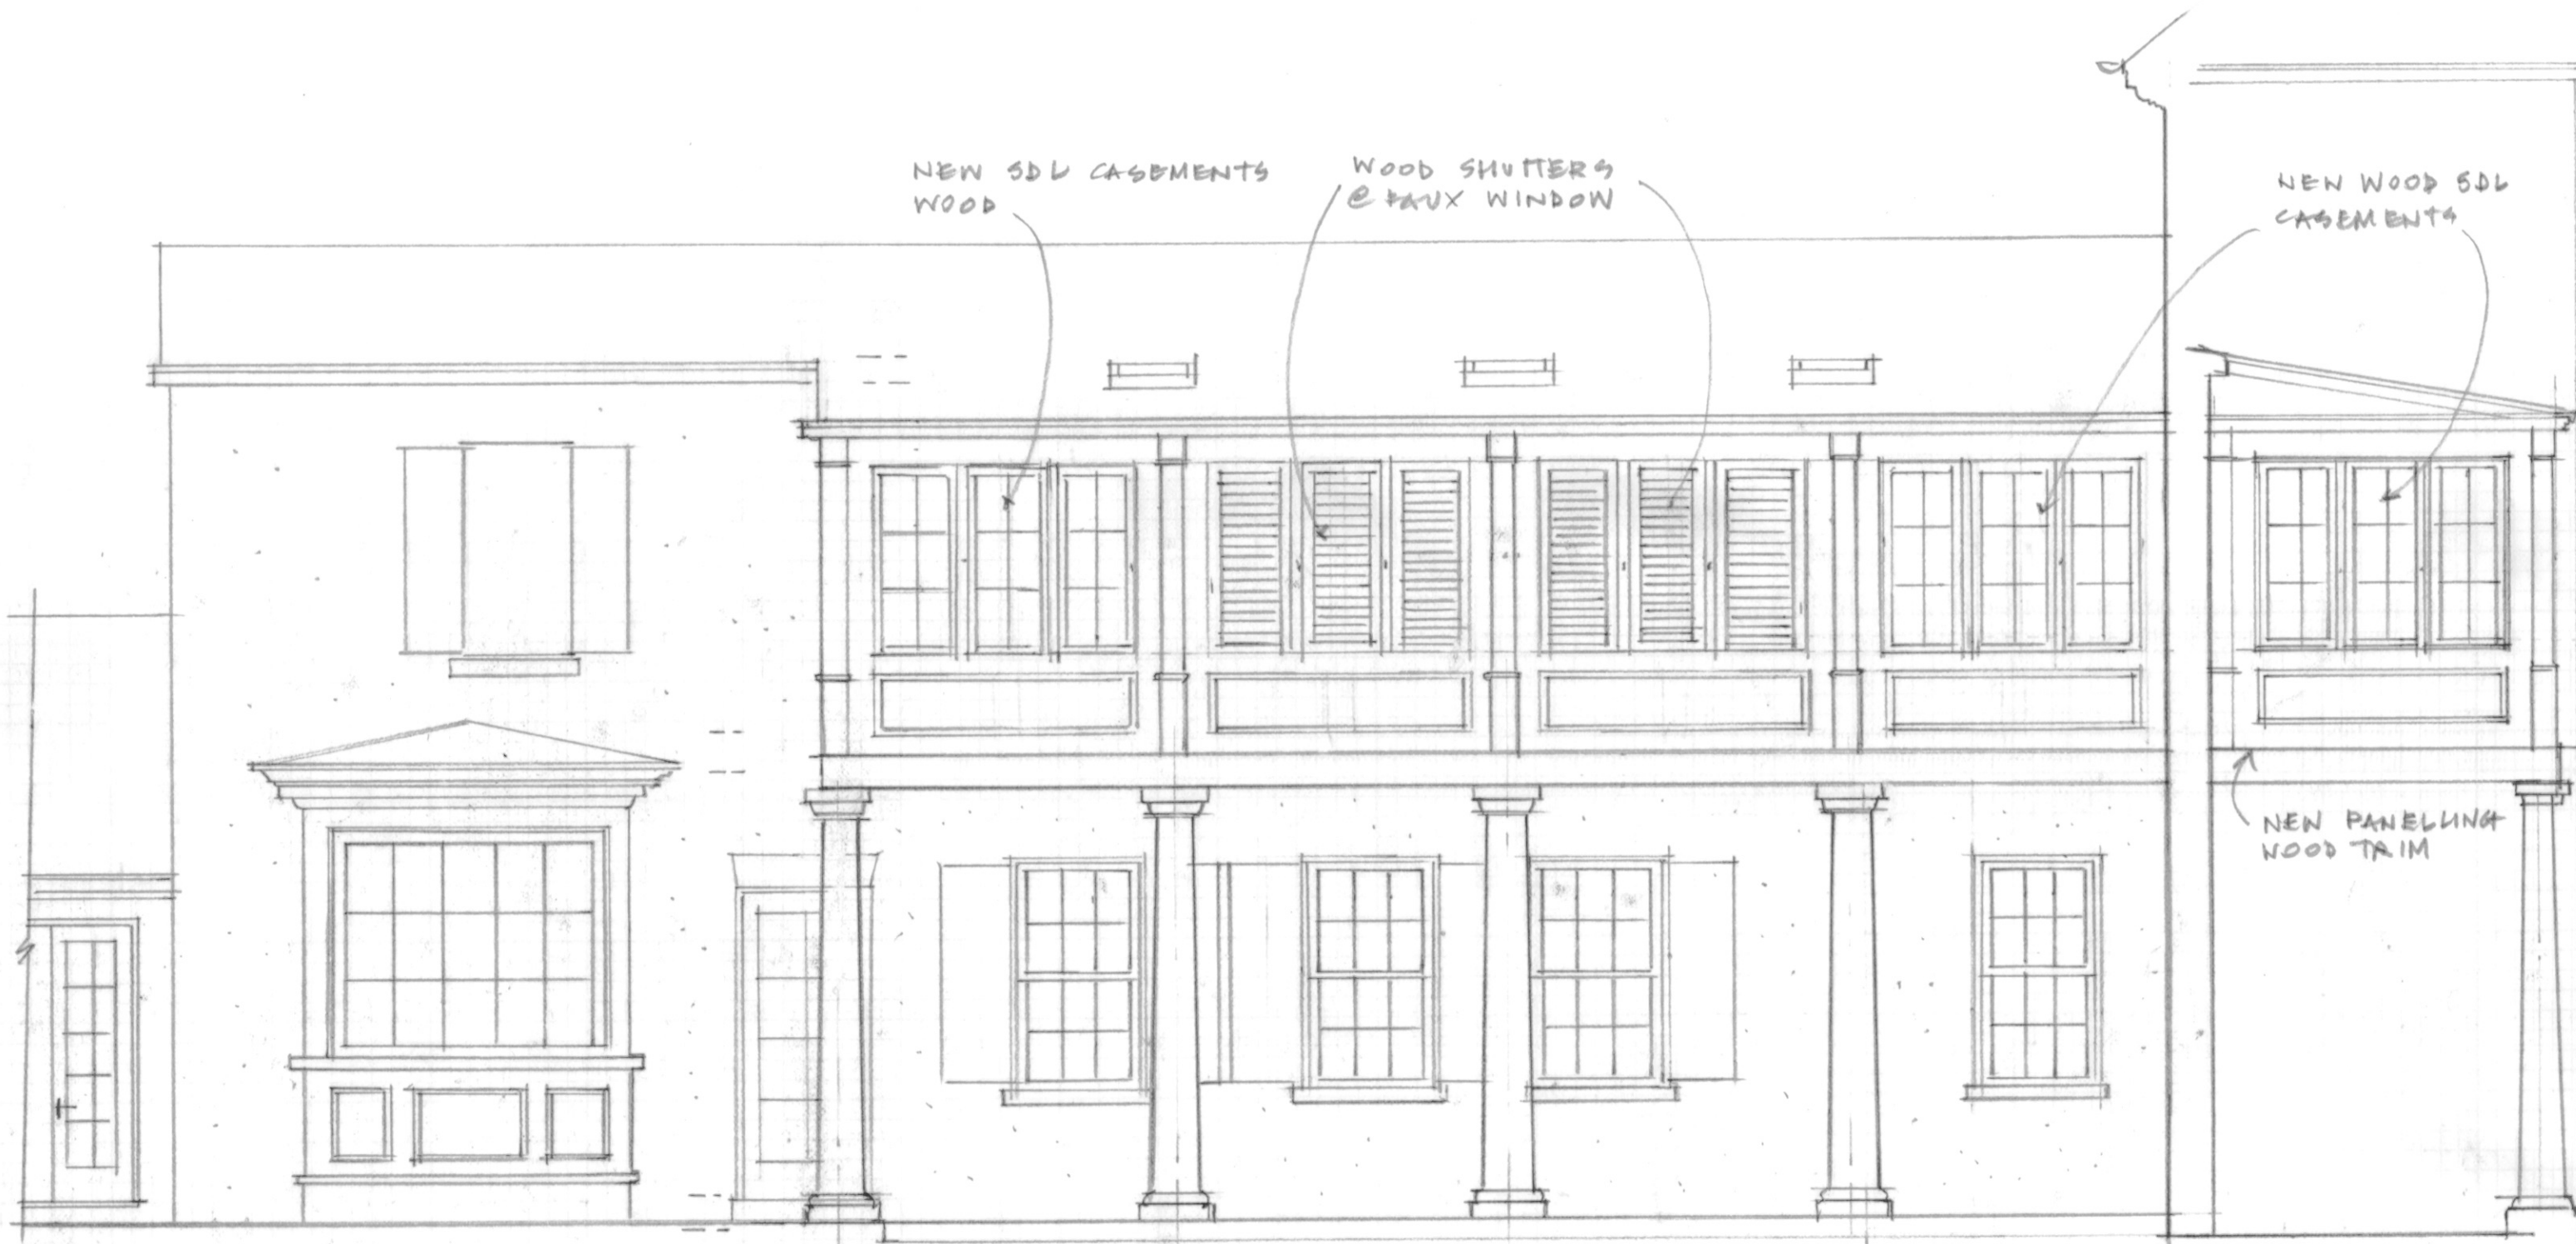 NEW SDL CASEMENTS
WOOD
WOOD SHUTTERS
@ FAUX WINDOW
NEW WOOD SDL
CASEMENTS
NEW PANELLING
WOOD TRIM